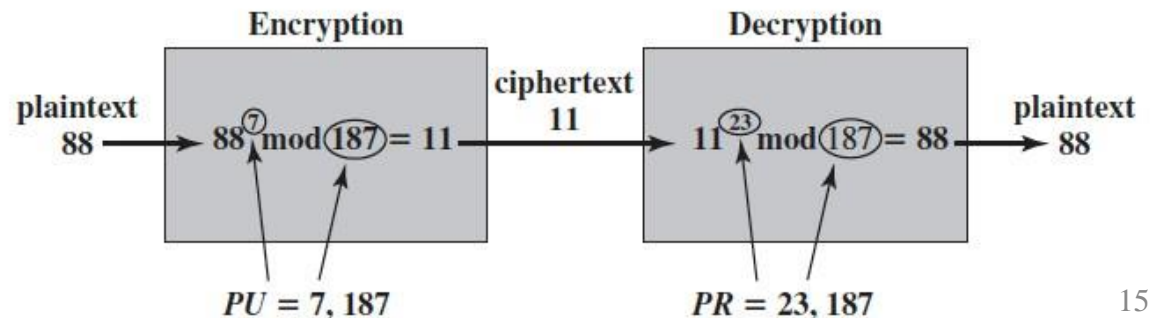 Encryption
Decryption
plaintext
88
88^7 mod 187 = 11
ciphertext
11
11^23 mod 187 = 88
plaintext
88
PU = 7, 187
PR = 23, 187
15